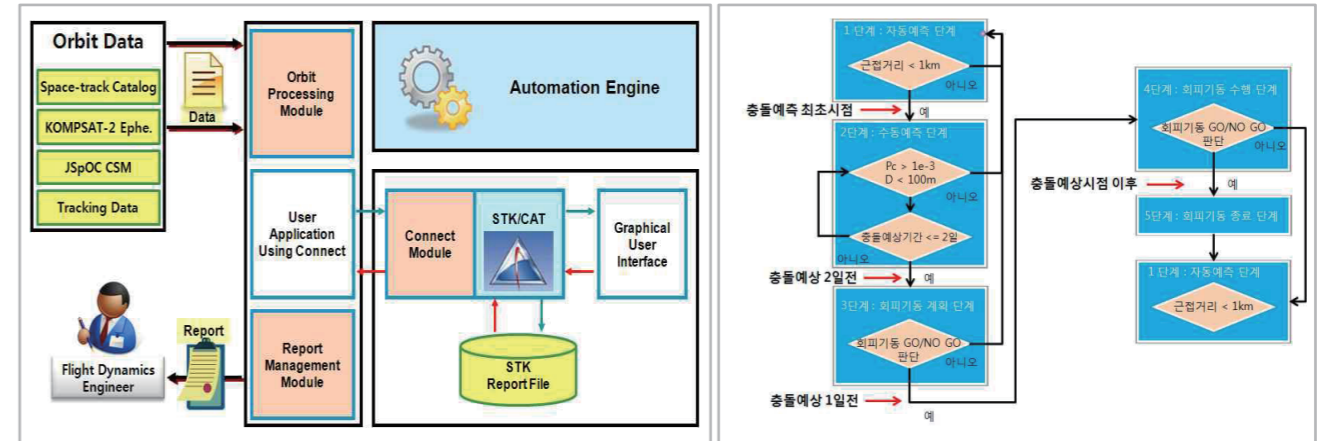 Orbit Data
Space-track Catalog
KOMPSAT-2 Ephe.
JSpOC CSM
Tracking Data
Data
Orbit
Processing
Module
Automation Engine
User
Application
Using Connect
Connect
Module
STK/CAT
Graphical
User
Interface
STK
Report File
Report
Management
Module
Report
Flight Dynamics
Engineer
1단계 : 자동예측 단계
근접거리 < 1km
아니오
충돌예측 최초시점
예
2단계 : 수동예측 단계
Pc > 1e-3
D < 100m
아니오
충돌예상기간 <= 2일
아니오
충돌예상 2일전
예
3단계 : 회피기동 계획 단계
회피기동 GO/NO GO
판단
아니오
충돌예상 1일전
예
4단계 : 회피기동 수행 단계
회피기동 GO/NO GO
판단
아니오
충돌예상시점 이후
예
5단계 : 회피기동 종료 단계
1 단계 : 자동예측 단계
근접거리 < 1km